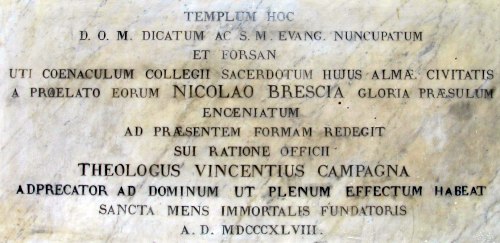 TEMPLUM HOC
D. O. M. DICATUM AC S. M. EVANG. NUNCUPATUM
ET FORSAN
UTI COENACULUM COLLEGII SACERDOTUM HUJUS ALMÆ CIVITATIS
A PRŒLATO EORUM NICOLAO BRESCIA GLORIA PRÆSULUM
ENCENIATUM
AD PRÆSENTEM FORMAM REDEGIT
SUI RATIONE OFFICII
THEOLOGUS VINCENTIUS CAMPAGNA
ADPRECATOR AD DOMINUM UT PLENUM EFFECTUM HABEAT
SANCTA MENS IMMORTALIS FUNDATORIS
A. D. MDCCCXLVIII.